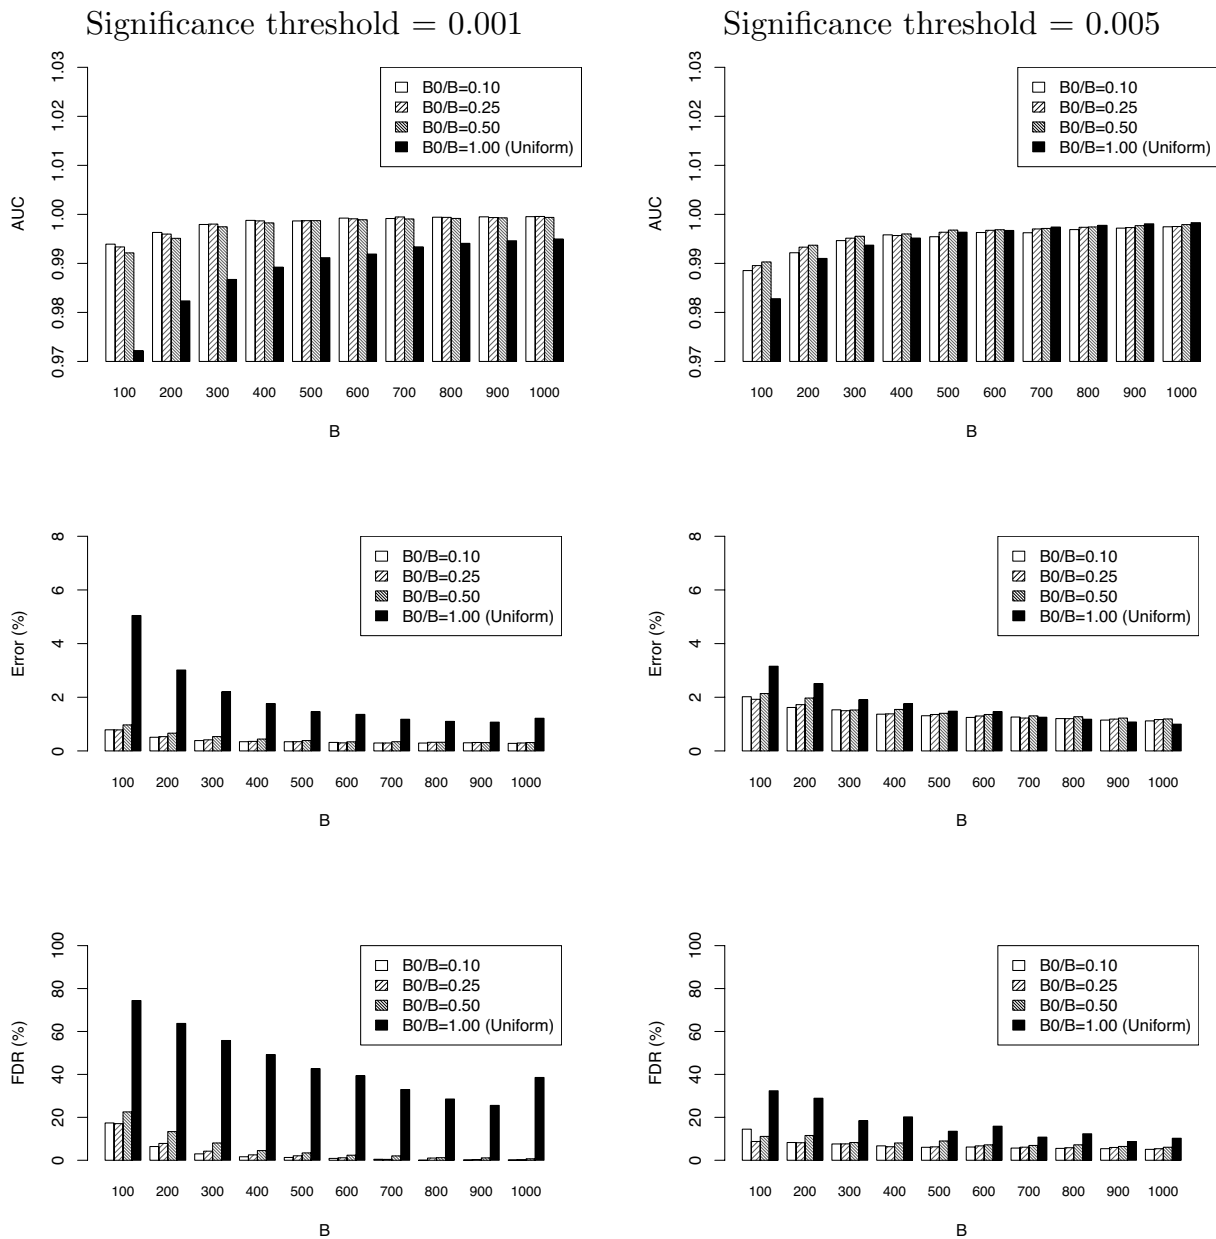 Significance threshold = 0.001
Significance threshold = 0.005
1.03
1.02
1.01
1.00
0.99
0.98
0.97
AUC
B0/B=0.10
B0/B=0.25
B0/B=0.50
B0/B=1.00 (Uniform)
100 200 300 400 500 600 700 800 900 1000
B
1.03
1.02
1.01
1.00
0.99
0.98
0.97
AUC
B0/B=0.10
B0/B=0.25
B0/B=0.50
B0/B=1.00 (Uniform)
100 200 300 400 500 600 700 800 900 1000
B
8
6
4
2
0
Error (%)
B0/B=0.10
B0/B=0.25
B0/B=0.50
B0/B=1.00 (Uniform)
100 200 300 400 500 600 700 800 900 1000
B
8
6
4
2
0
Error (%)
B0/B=0.10
B0/B=0.25
B0/B=0.50
B0/B=1.00 (Uniform)
100 200 300 400 500 600 700 800 900 1000
B
100
80
60
40
20
0
FDR (%)
B0/B=0.10
B0/B=0.25
B0/B=0.50
B0/B=1.00 (Uniform)
100 200 300 400 500 600 700 800 900 1000
B
100
80
60
40
20
0
FDR (%)
B0/B=0.10
B0/B=0.25
B0/B=0.50
B0/B=1.00 (Uniform)
100 200 300 400 500 600 700 800 900 1000
B